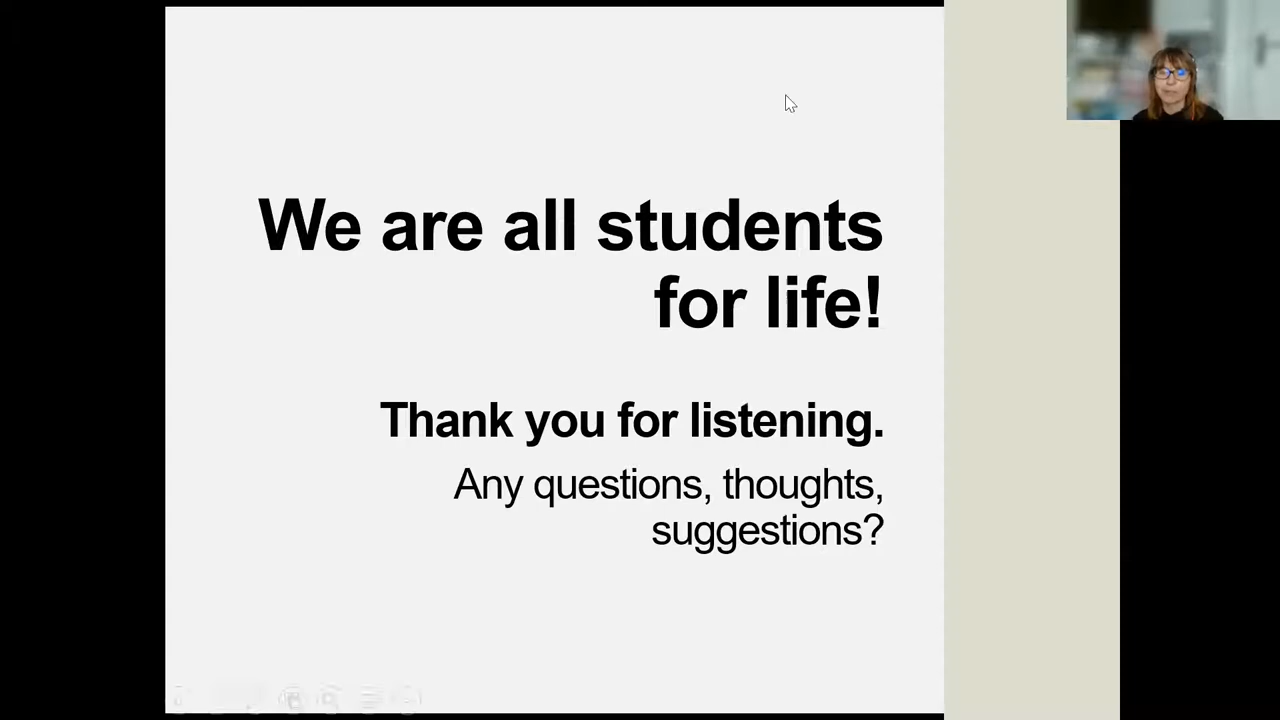 We are all students
for life!
Thank you for listening.
Any questions, thoughts,
suggestions?